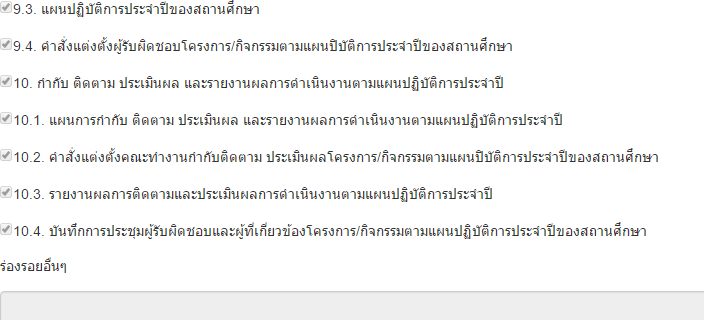 9.3. แผนปฏิบัติการประจำปีของสถานศึกษา
9.4. คำสั่งแต่งตั้งผู้รับผิดชอบโครงการ/กิจกรรมตามแผนปิบัติการประจำปีของสถานศึกษา
10. กำกับ ติดตาม ประเมินผล และรายงานผลการดำเนินงานตามแผนปฏิบัติการประจำปี
10.1. แผนการกำกับ ติดตาม ประเมินผล และรายงานผลการดำเนินงานตามแผนปฏิบัติการประจำปี
10.2. คำสั่งแต่งตั้งคณะทำงานกำกับติดตาม ประเมินผลโครงการ/กิจกรรมตามแผนปิบัติการประจำปีของสถานศึกษา
10.3. รายงานผลการติดตามและประเมินผลการดำเนินงานตามแผนปฏิบัติการประจำปี
10.4. บันทึกการประชุมผู้รับผิดชอบและผู้ที่เกี่ยวข้องโครงการ/กิจกรรมตามแผนปฏิบัติการประจำปีของสถานศึกษา
ร่องรอยอื่นๆ